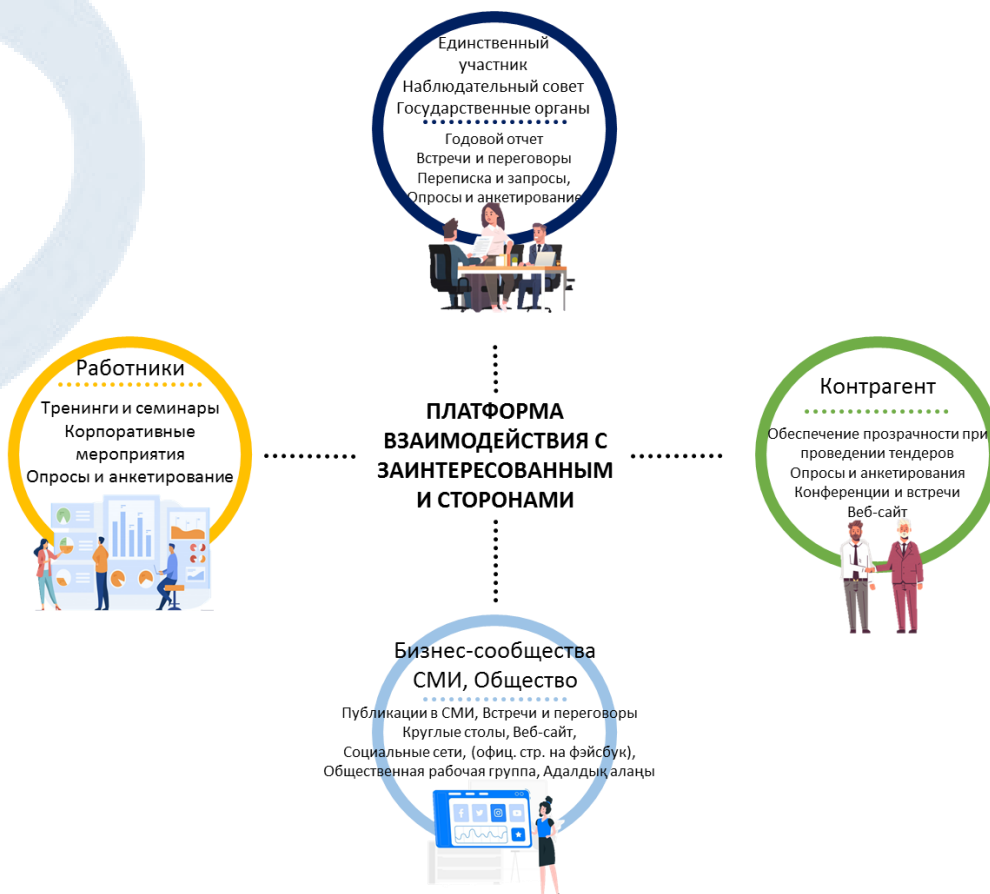 Единственный
участник
Наблюдательный совет
Государственные органы
Годовой отчет
Встречи и переговоры
Переписка и запросы,
Опросы и анкетирование
Работники
Тренинги и семинары
Корпоративные
мероприятия
Опросы и анкетирование
ПЛАТФОРМА
ВЗАИМОДЕЙСТВИЯ С
ЗАИНТЕРЕСОВАННЫМ
И СТОРОНАМИ
Контрагент
Обеспечение прозрачности при
проведении тендеров
Опросы и анкетирования
Конференции и встречи
Веб-сайт
Бизнес-сообщества
СМИ, Общество
Публикации в СМИ, Встречи и переговоры
Круглые столы, Веб-сайт,
Социальные сети, (офиц. стр. на фэйсбук),
Общественная рабочая группа, Адалдық алаңы